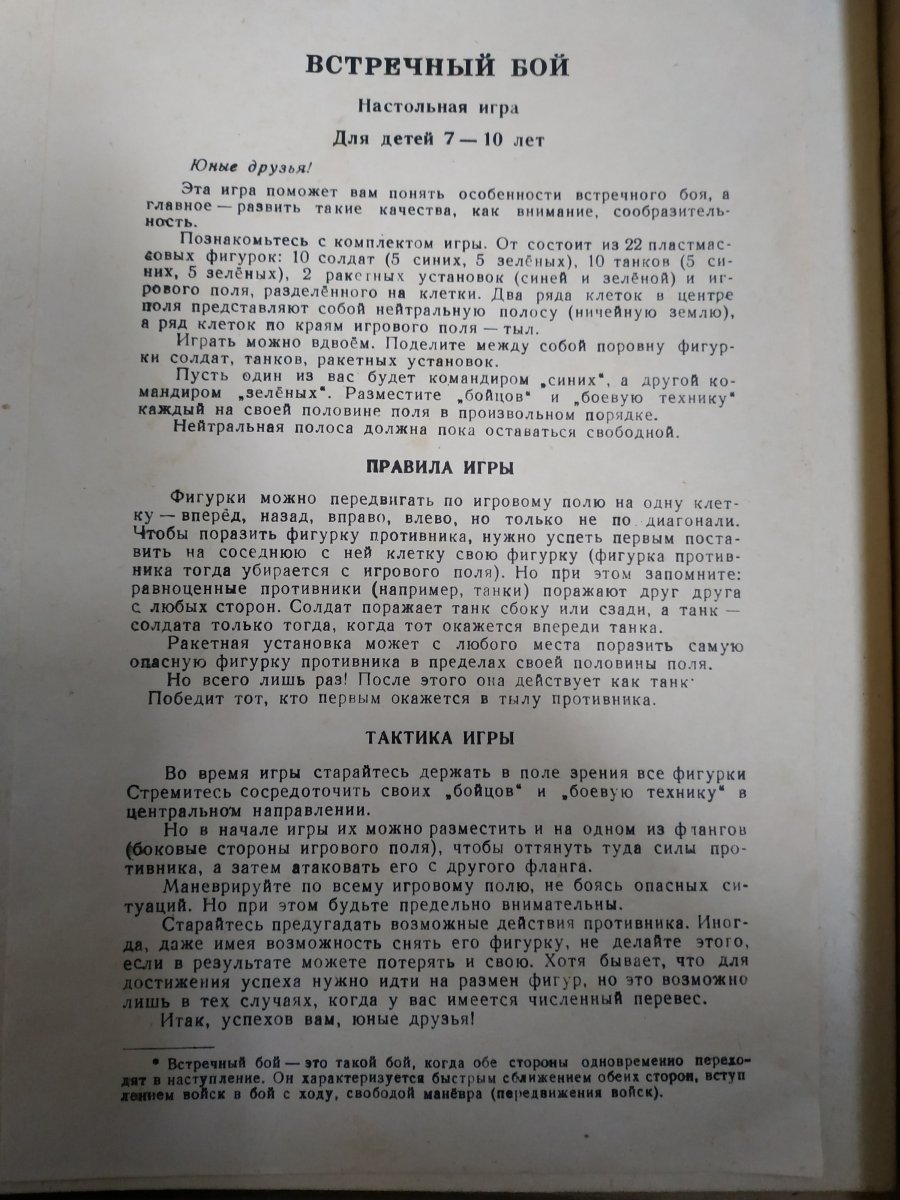 ВСТРЕЧНЫЙ БОЙ
Настольная игра
Для детей 7 — 10 лет
Юные друзья!
Эта игра поможет вам понять особенности встречного боя, а
главное — развить такие качества, как внимание, сообразитель-
ность.
Познакомьтесь с комплектом игры. От состоит из 22 пластмас-
совых фигурок: 10 солдат (5 синих, 5 зелёных), 10 танков (5 си-
них, 5 зелёных), 2 ракетных установок (синей и зелёной) и иг-
рового поля, разделённого на клетки. Два ряда клеток в центре
поля представляют собой нейтральную полосу (ничейную землю),
а ряд клеток по краям игрового поля — тыл.
Играть можно вдвоём. Поделите между собой поровну фигур-
ки солдат, танков, ракетных установок.
Пусть один из вас будет командиром „синих“, а другой ко-
мандиром „зелёных“. Разместите „бойцов“ и „боевую технику“
каждый на своей половине поля в произвольном порядке.
Нейтральная полоса должна пока оставаться свободной.
ПРАВИЛА ИГРЫ
Фигурки можно передвигать по игровому полю на одну клет-
ку — вперёд, назад, вправо, влево, но только не по диагонали.
Чтобы поразить фигурку противника, нужно успеть первым поста-
вить на соседнюю с ней клетку свою фигурку (фигурка против-
ника тогда убирается с игрового поля). Но при этом запомните:
равноценные противники (например, танки) поражают друг друга
с любых сторон. Солдат поражает танк сбоку или сзади, а танк —
солдата только тогда, когда тот окажется впереди танка.
Ракетная установка может с любого места поразить самую
опасную фигурку противника в пределах своей половины поля.
Но всего лишь раз! После этого она действует как танк·
Победит тот, кто первым окажется в тылу противника.
ТАКТИКА ИГРЫ
Во время игры старайтесь держать в поле зрения все фигурки
Стремитесь сосредоточить своих „бойцов“ и „боевую технику“ в
центральном направлении.
Но в начале игры их можно разместить и на одном из флангов
(боковые стороны игрового поля), чтобы оттянуть туда силы про-
тивника, а затем атаковать его с другого фланга.
Маневрируйте по всему игровому полю, не боясь опасных си-
туаций. Но при этом будьте предельно внимательны.
Старайтесь предугадать возможные действия противника. Иног-
да, даже имея возможность снять его фигурку, не делайте этого,
если в результате можете потерять и свою. Хотя бывает, что для
достижения успеха нужно идти на размен фигур, но это возможно
лишь в тех случаях, когда у вас имеется численный перевес.
Итак, успехов вам, юные друзья!
* Встречный бой — это такой бой, когда обе стороны одновременно перехо-
дят в наступление. Он характеризуется быстрым сближением обеих сторон, вступ
лением войск в бой с ходу, свободой манёвра (передвижения войск).